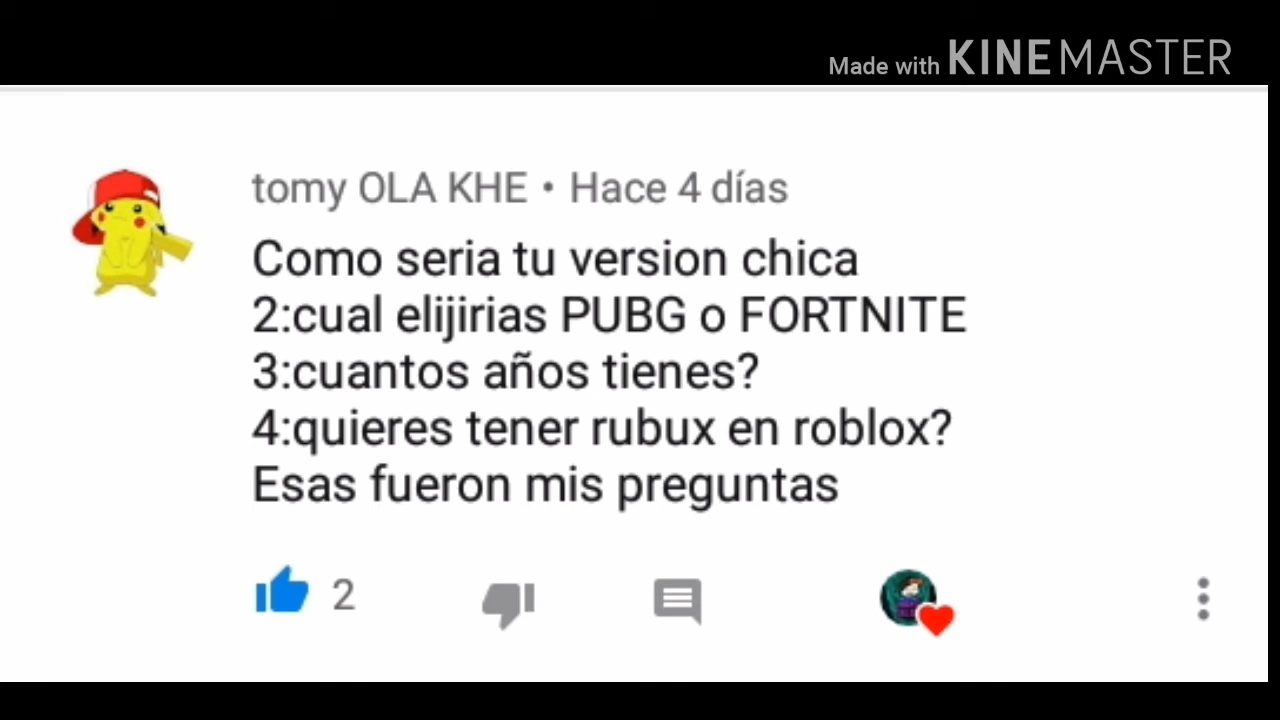 Made with KINEMASTER
tomy OLA KHE • Hace 4 días
Como seria tu version chica
2:cual elijirias PUBG o FORTNITE
3:cuantos años tienes?
4:quieres tener rubux en roblox?
Esas fueron mis preguntas
2